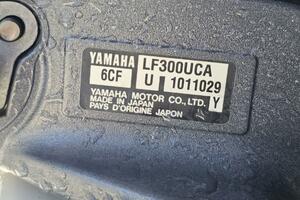 YAMAHA LF300UCA
6CF U 1011029
YAMAHA MOTOR CO., LTD. Y
MADE IN JAPAN
PAYS D'ORIGINE JAPON